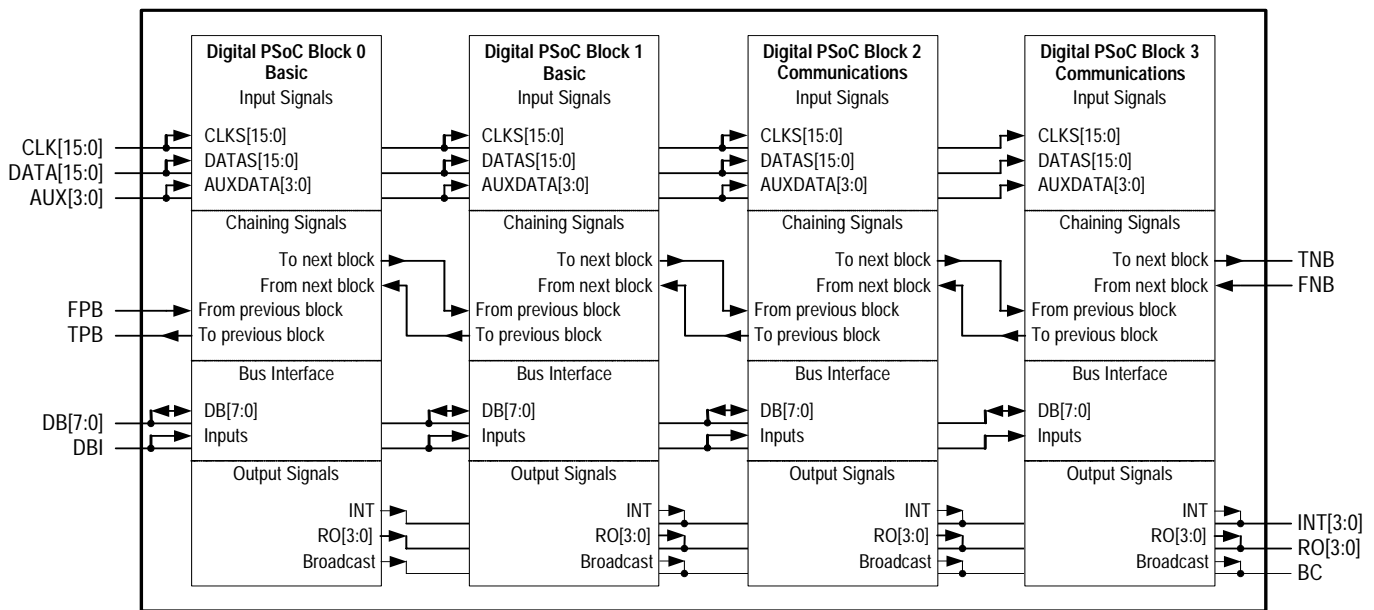 Digital PSoC Block 0
Basic
Input Signals
CLKS[15:0]
DATAS[15:0]
AUXDATA[3:0]
Chaining Signals
To next block
From next block
From previous block
To previous block
Bus Interface
DB[7:0]
Inputs
Output Signals
INT
RO[3:0]
Broadcast
Digital PSoC Block 1
Basic
Input Signals
CLKS[15:0]
DATAS[15:0]
AUXDATA[3:0]
Chaining Signals
To next block
From next block
From previous block
To previous block
Bus Interface
DB[7:0]
Inputs
Output Signals
INT
RO[3:0]
Broadcast
Digital PSoC Block 2
Communications
Input Signals
CLKS[15:0]
DATAS[15:0]
AUXDATA[3:0]
Chaining Signals
To next block
From next block
From previous block
To previous block
Bus Interface
DB[7:0]
Inputs
Output Signals
INT
RO[3:0]
Broadcast
Digital PSoC Block 3
Communications
Input Signals
CLKS[15:0]
DATAS[15:0]
AUXDATA[3:0]
Chaining Signals
To next block
From next block
From previous block
To previous block
Bus Interface
DB[7:0]
Inputs
Output Signals
INT
RO[3:0]
Broadcast
CLK[15:0]
DATA[15:0]
AUX[3:0]
FPB
TPB
DB[7:0]
DBI
TNB
FNB
INT[3:0]
RO[3:0]
BC